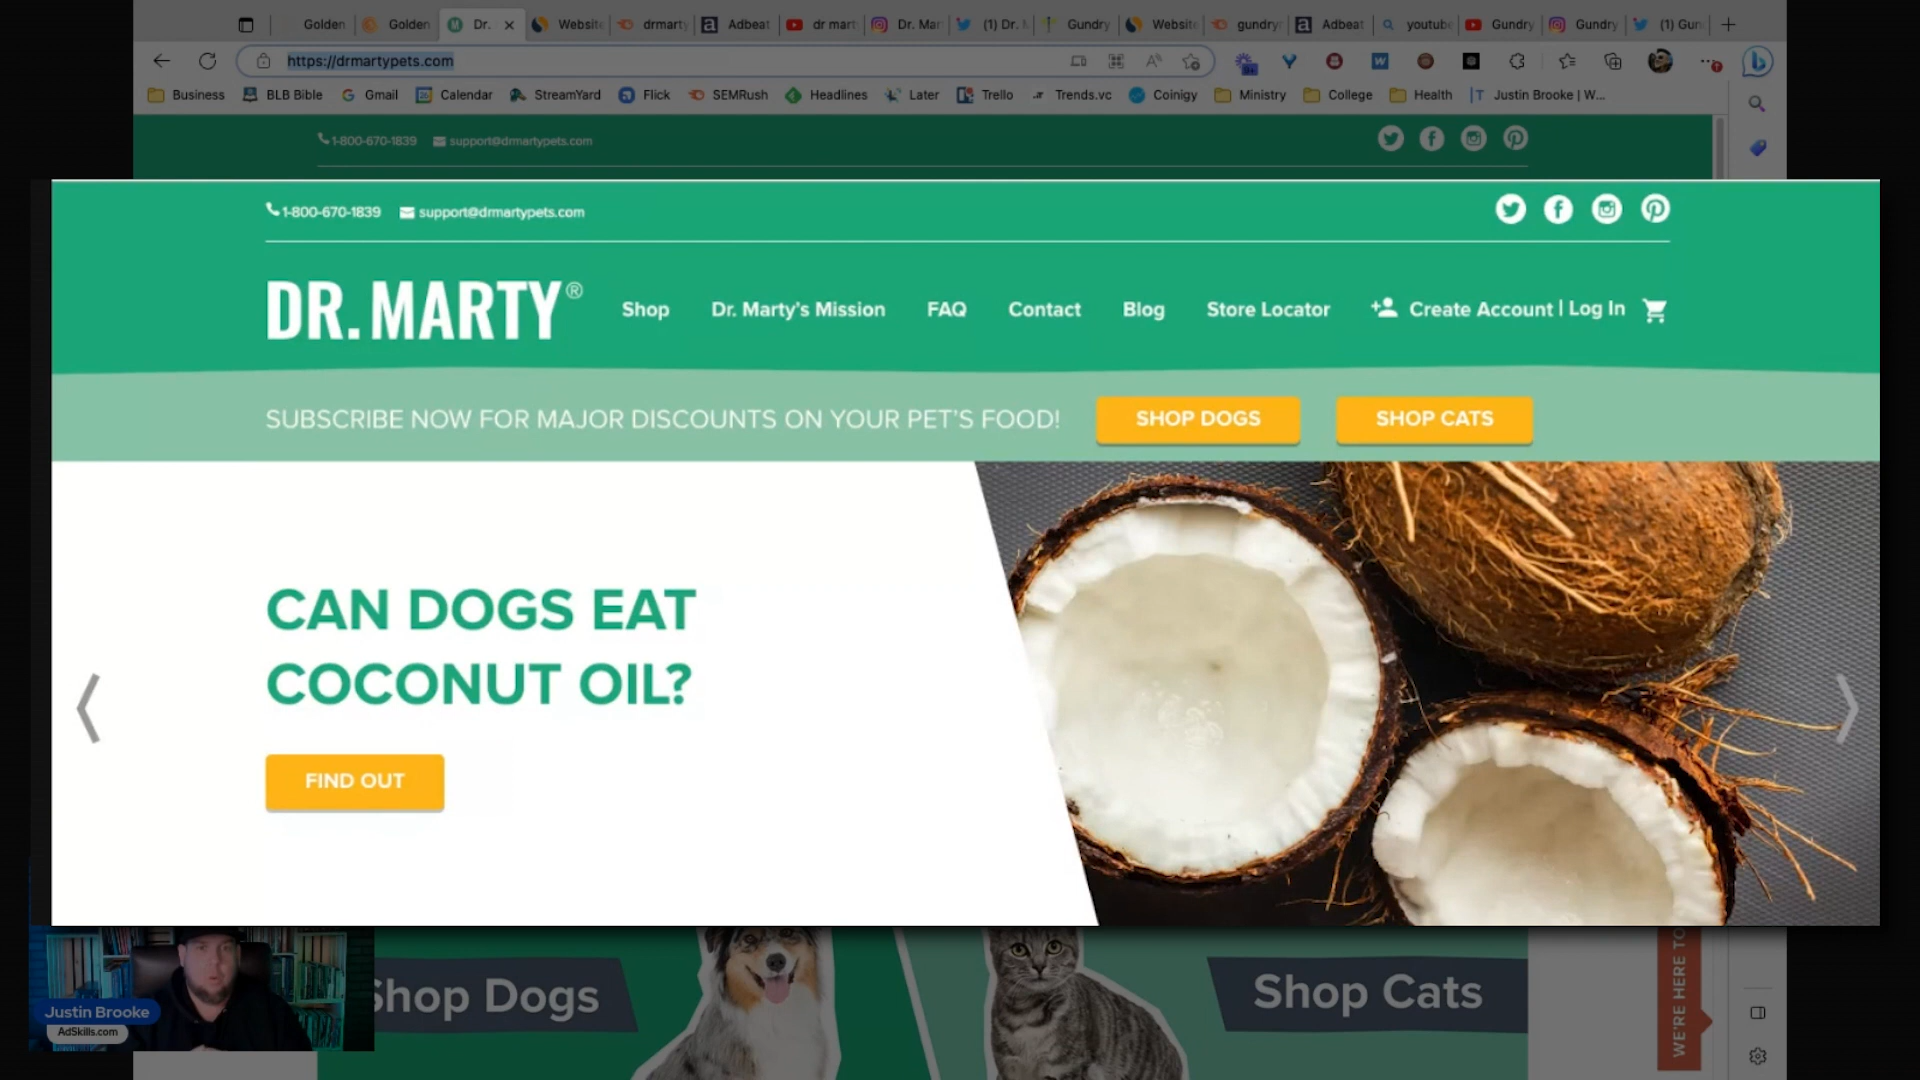 Golden
Golden
Dr.
Website
drmarty
Adbeat
dr mart
Dr. Mar
(1) Dr.
Gundry
Website
gundry
Adbeat
youtube
Gundry
Gundry
(1) Gun
https://drmartypets.com
Business
BLB Bible
Gmail
Calendar
StreamYard
Flick
SEMRush
Headlines
Later
Trello
Trends.vc
Coinigy
Ministry
College
Health
Justin Brooke | W...
1-800-670-1839 support@drmartypets.com
1-800-670-1839 support@drmartypets.com
DR. MARTY®
Shop
Dr. Marty's Mission
FAQ
Contact
Blog
Store Locator
Create Account | Log In
SUBSCRIBE NOW FOR MAJOR DISCOUNTS ON YOUR PET'S FOOD!
SHOP DOGS
SHOP CATS
CAN DOGS EAT
COCONUT OIL?
FIND OUT
Shop Dogs
Shop Cats
WE'RE HERE TO
Justin Brooke
AdSkills.com